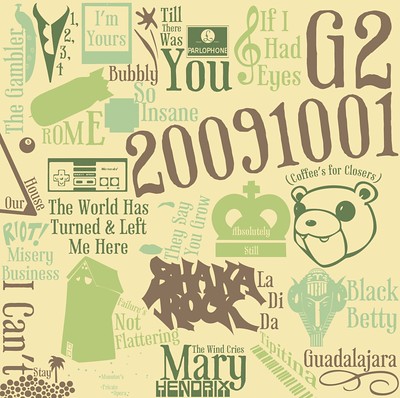 The Gambler
1,
2,
3,
4
I'm
Yours
Till
There
Was
You
PARLOPHONE
If I
Had
Eyes
G2
Bubbly
So
Insane
ROME
20091001
(Coffee's for Closers)
Nintendo
Our
House
The World Has
Turned & Left
Me Here
They Say
You Grow
Absolutely
Still
RIOT!
Misery
Business
I Can't
Stay
SHAKA
ROCK
La
Di
Da
Black
Betty
Failure's
Not
Flattering
The Wind Cries
Mary
HENDRIX
Tipitina
Guadalajara